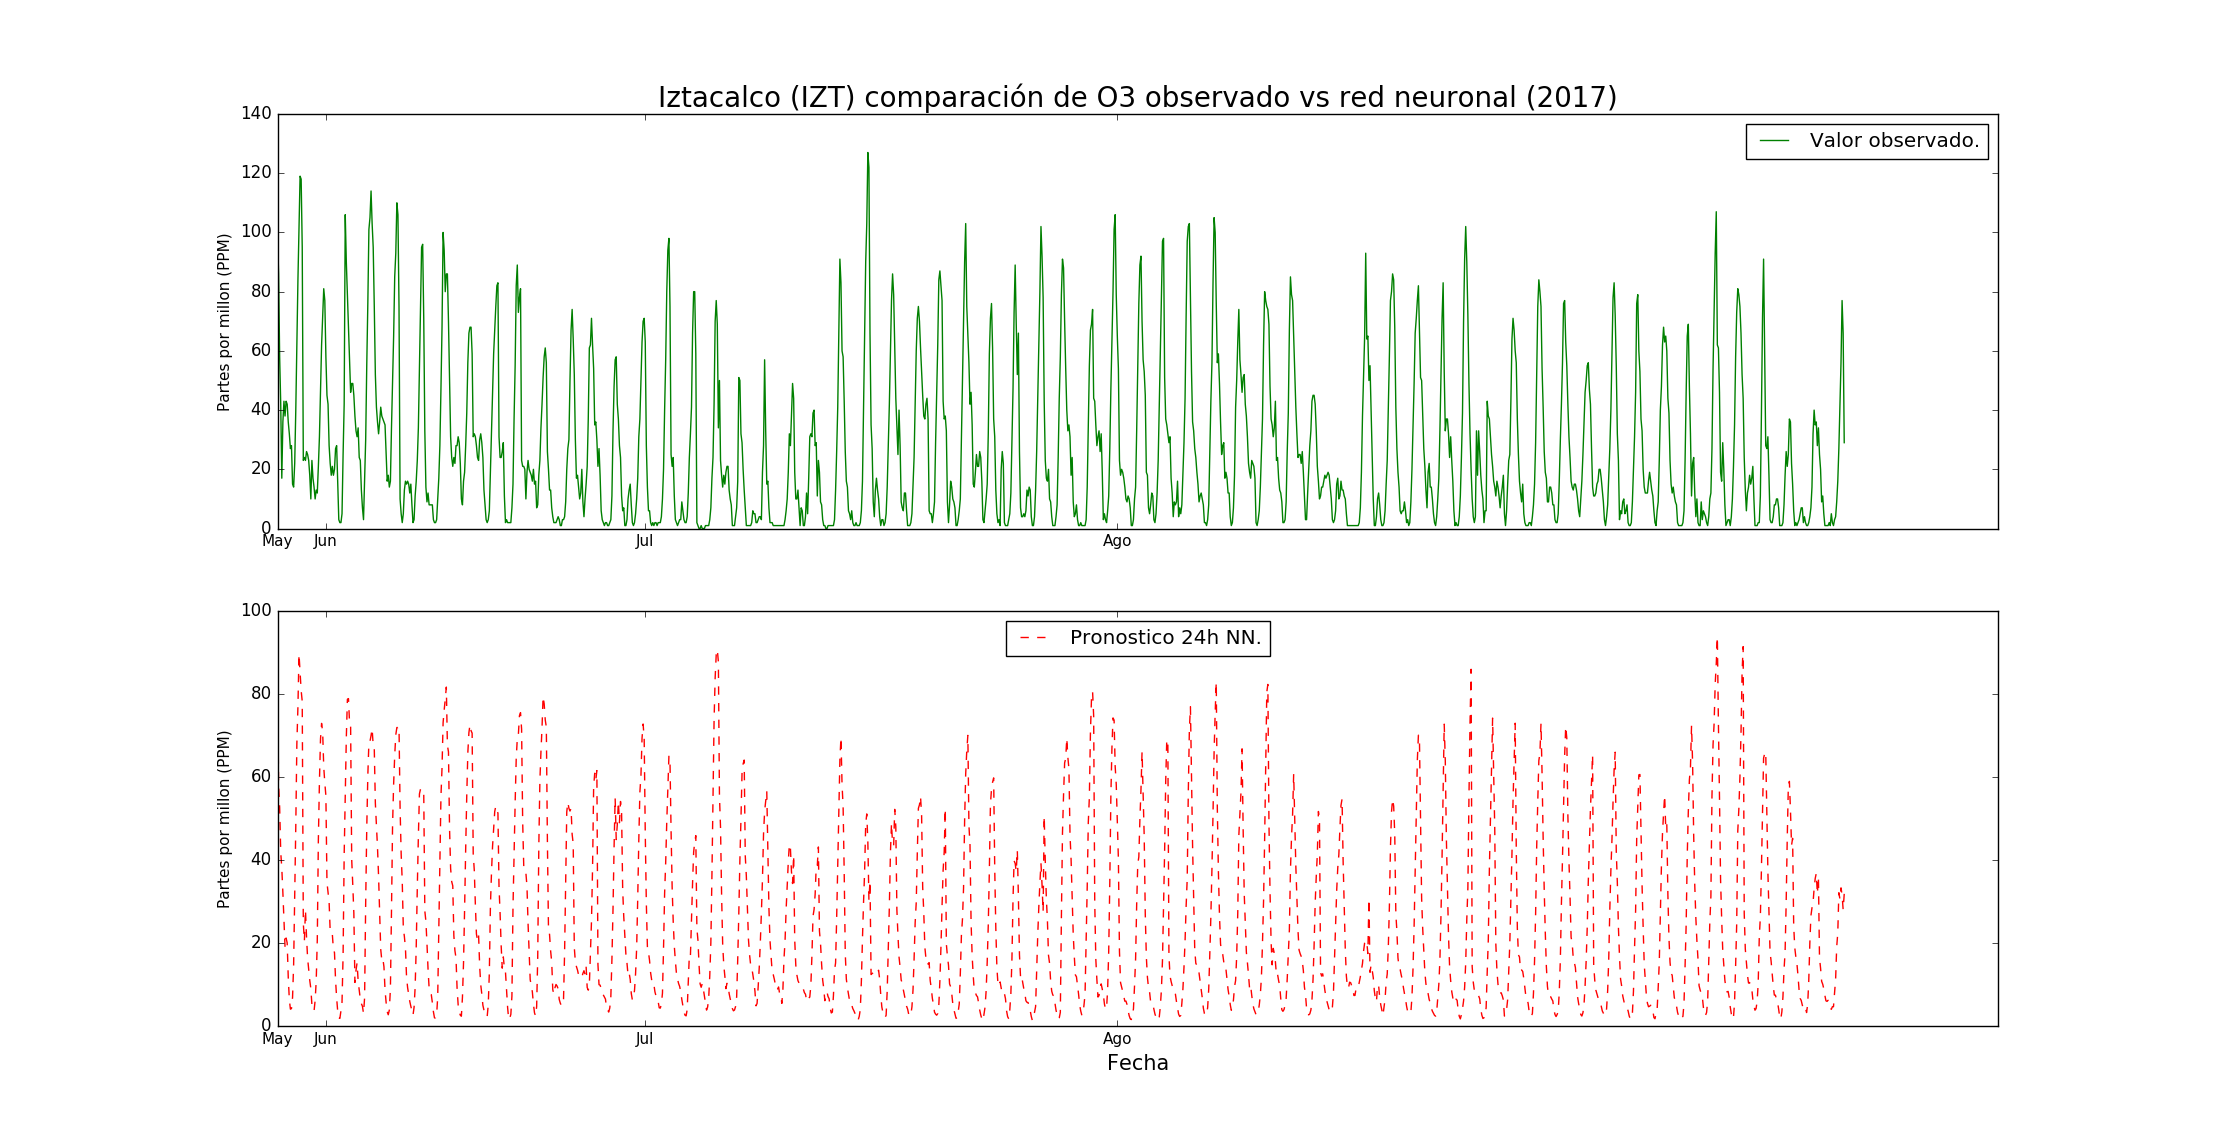 Iztacalco (IZT) comparación de O3 observado vs red neuronal (2017)
140
120
100
80
60
40
20
0
Partes por millon (PPM)
Valor observado.
May Jun Jul Ago
100
80
60
40
20
0
Partes por millon (PPM)
Pronostico 24h NN.
May Jun Jul Ago
Fecha